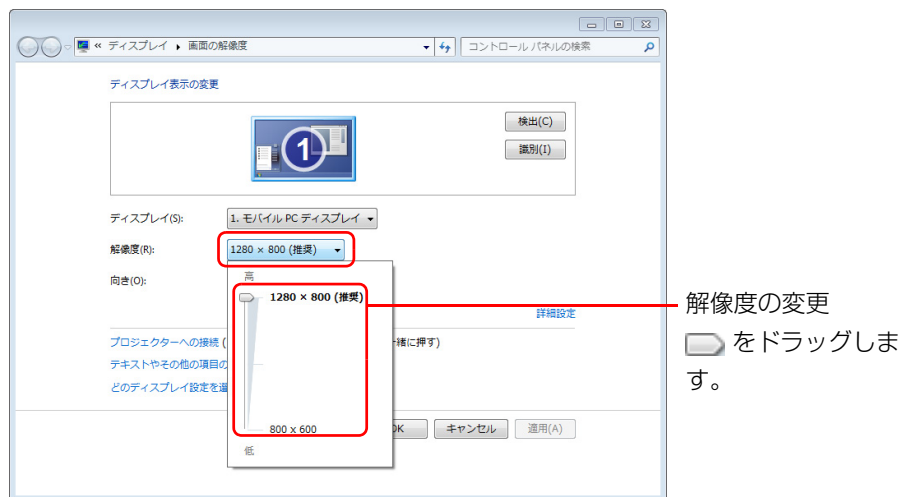 « ディスプレイ ▸ 画面の解像度
コントロール パネルの検索
ディスプレイ表示の変更
1
検出(C)
識別(I)
ディスプレイ(S):
1. モバイル PC ディスプレイ
解像度(R):
1280 × 800 (推奨)
向き(O):
高
1280 × 800 (推奨)
800 x 600
低
詳細設定
プロジェクターへの接続 (
一緒に押す)
テキストやその他の項目の
どのディスプレイ設定を選
OK
キャンセル
適用(A)
解像度の変更
をドラッグしま
す。